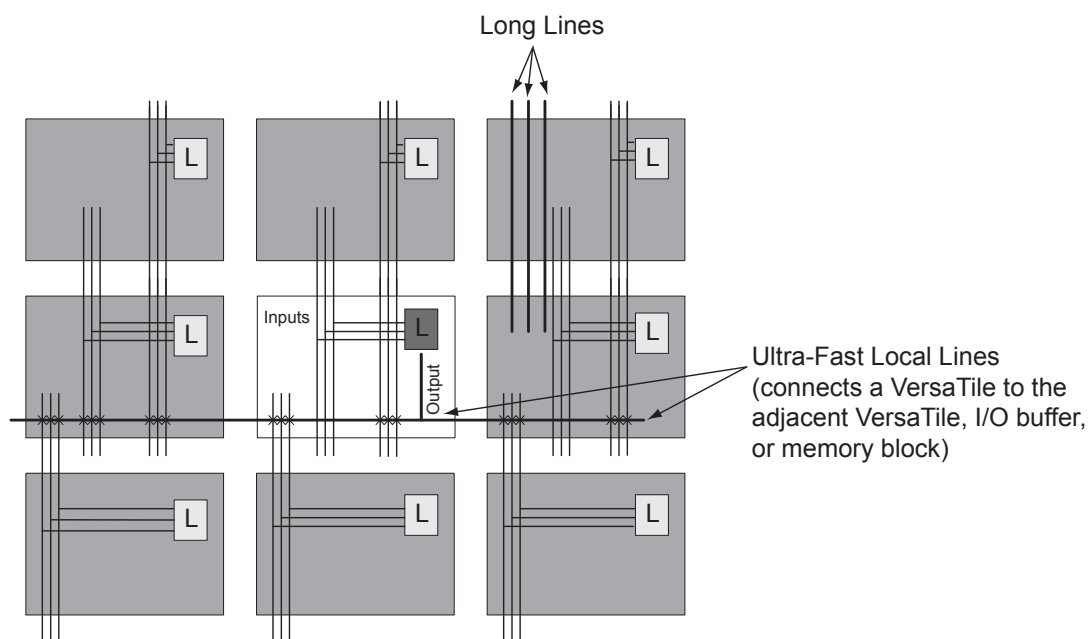 Long Lines
L
L
L
Inputs
L
L
L
Output
Ultra-Fast Local Lines
(connects a VersaTile to the
adjacent VersaTile, I/O buffer,
or memory block)
L
L
L